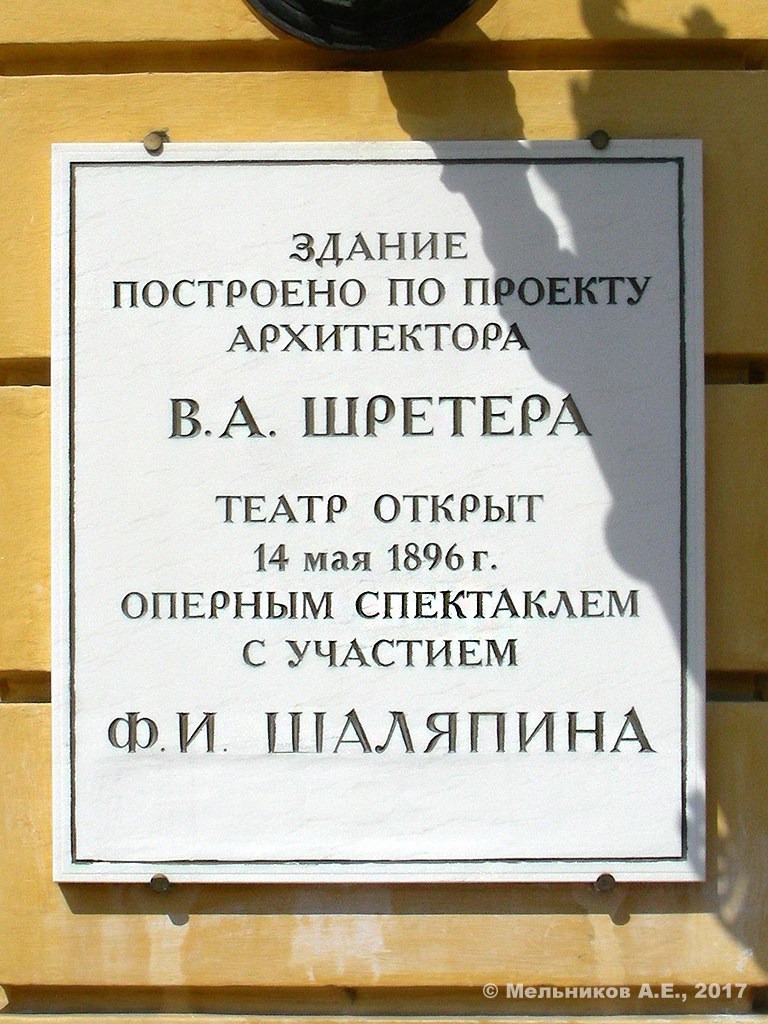 ЗДАНИЕ
ПОСТРОЕНО ПО ПРОЕКТУ
АРХИТЕКТОРА
В.А. ШРЕТЕРА
ТЕАТР ОТКРЫТ
14 мая 1896 г.
ОПЕРНЫМ СПЕКТАКЛЕМ
С УЧАСТИЕМ
Ф.И. ШАЛЯПИНА
© Мельников А.Е., 2017